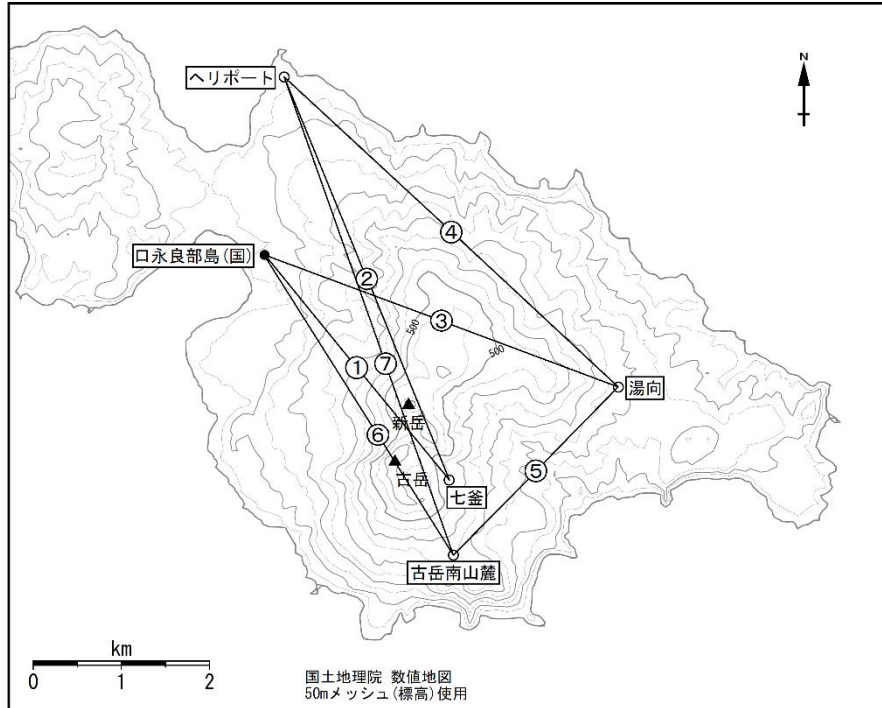 N
ヘリポート
④
口永良部島(国)
②
③
500
①
⑦
500
湯向
新岳
⑥
古岳
⑤
七釜
古岳南山麓
km
0 1 2
国土地理院 数値地図
50mメッシュ(標高)使用